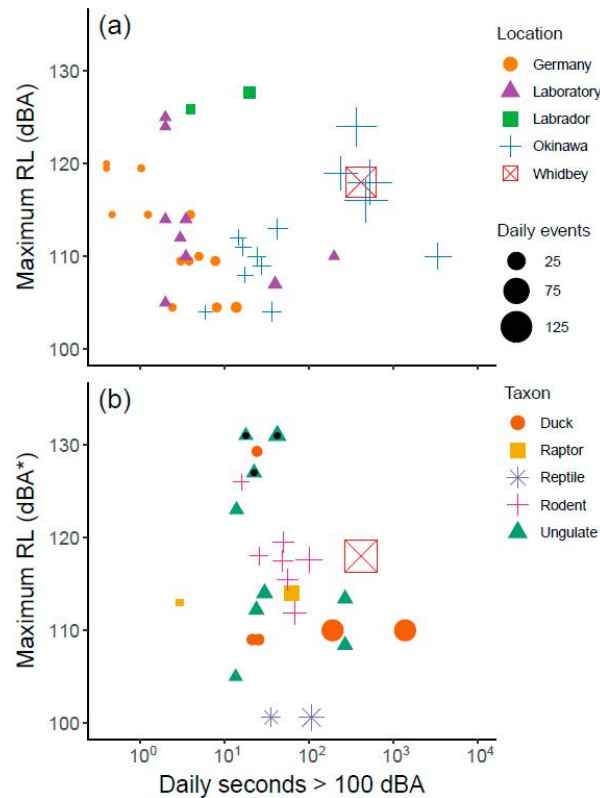 (a)
Maximum RL (dBA)
130
120
110
100
Location
Germany
Laboratory
Labrador
Okinawa
Whidbey
Daily events
25
75
125
(b)
Maximum RL (dBA*)
130
120
110
100
Taxon
Duck
Raptor
Reptile
Rodent
Ungulate
10⁰ 10¹ 10² 10³ 10⁴
Daily seconds > 100 dBA